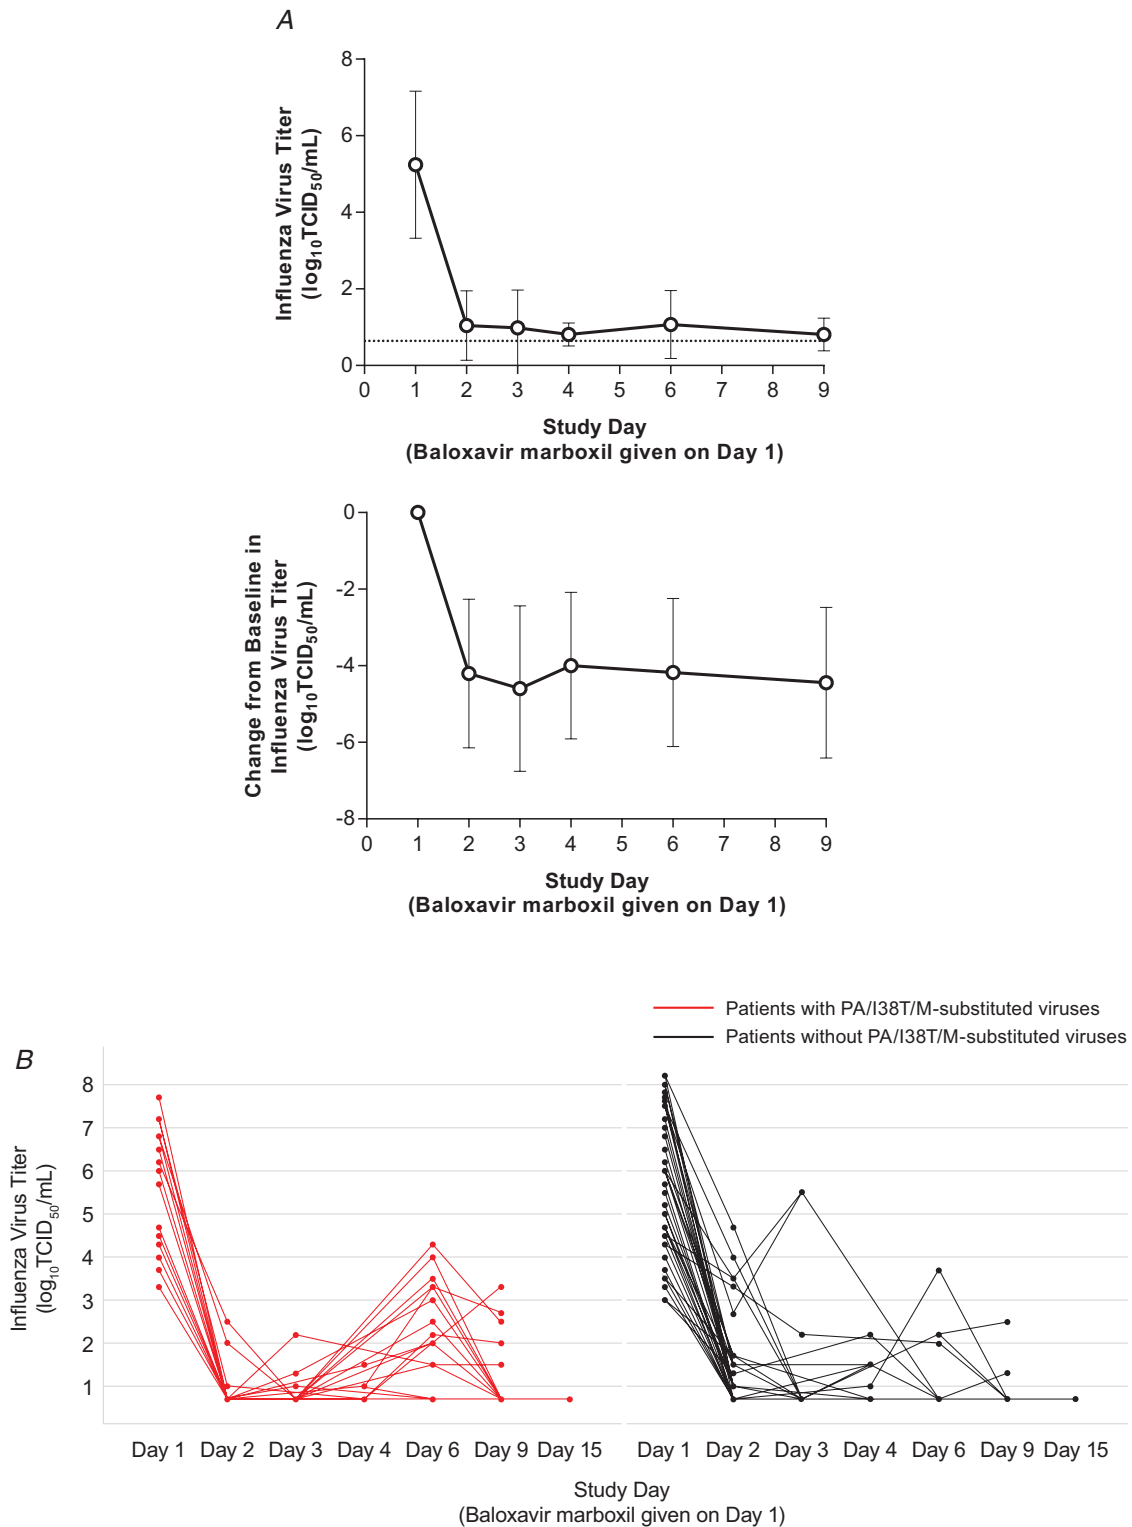 A
8
6
4
2
0
Influenza Virus Titer
(log10TCID50/mL)
0 1 2 3 4 5 6 7 8 9
Study Day
(Baloxavir marboxil given on Day 1)
0
-2
-4
-6
-8
Change from Baseline in
Influenza Virus Titer
(log10TCID50/mL)
0 1 2 3 4 5 6 7 8 9
Study Day
(Baloxavir marboxil given on Day 1)
Patients with PA/I38T/M-substituted viruses
Patients without PA/I38T/M-substituted viruses
B
8
7
6
5
4
3
2
1
Influenza Virus Titer
(log10TCID50/mL)
Day 1 Day 2 Day 3 Day 4 Day 6 Day 9 Day 15 Day 1 Day 2 Day 3 Day 4 Day 6 Day 9 Day 15
Study Day
(Baloxavir marboxil given on Day 1)